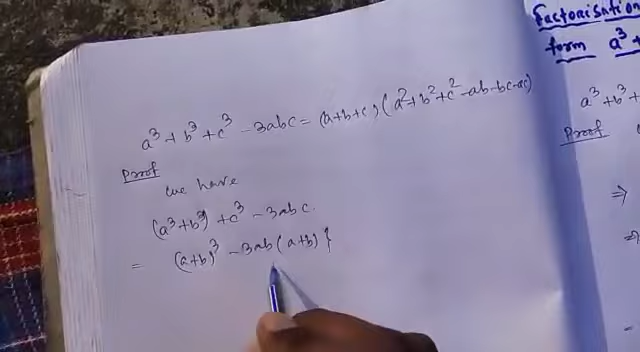 a³ + b³ + c³ - 3abc = (a+b+c) (a²+b²+c²-ab-bc-ac)
Proof
we have
(a³+b³) + c³ - 3abc.
= (a+b)³ - 3ab(a+b)}
Factorisation
form a³ +
a³ + b³ +
Proof
⇒
⇒